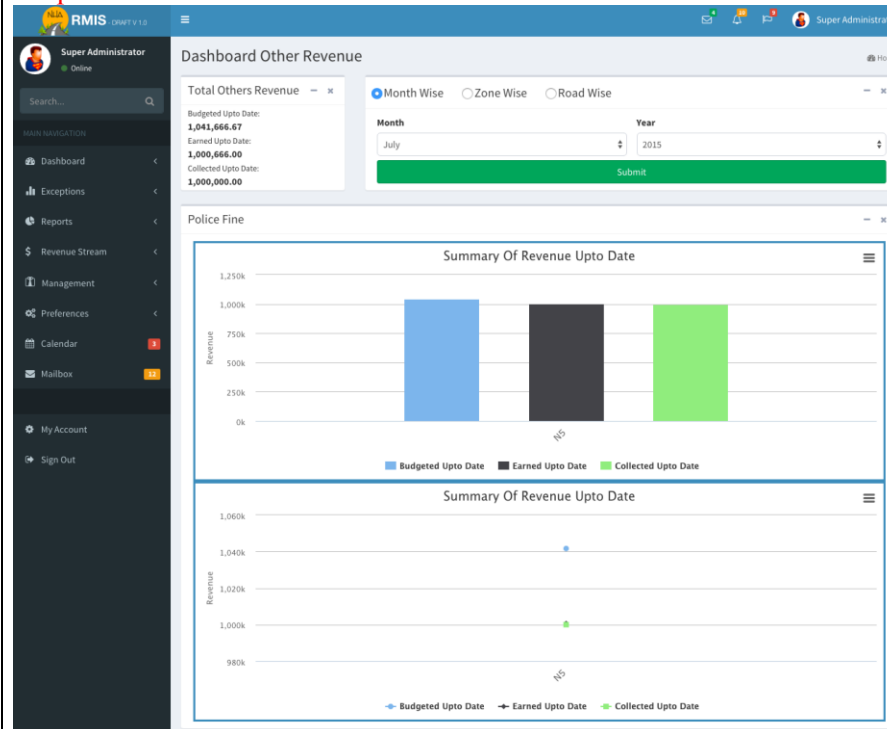 NHA
RMIS - DRAFT V 1.0
Super Administrat
Super Administrator
Online
Search...
MAIN NAVIGATION
Dashboard
Exceptions
Reports
Revenue Stream
Management
Preferences
Calendar 3
Mailbox 12
My Account
Sign Out
Dashboard Other Revenue
Ho
Total Others Revenue
Budgeted Upto Date:
1,041,666.67
Earned Upto Date:
1,000,666.00
Collected Upto Date:
1,000,000.00
Month Wise Zone Wise Road Wise
Month Year
July 2015
Submit
Police Fine
Summary Of Revenue Upto Date
Revenue
1,250k
1,000k
750k
500k
250k
0k
N5
Budgeted Upto Date Earned Upto Date Collected Upto Date
Summary Of Revenue Upto Date
Revenue
1,060k
1,040k
1,020k
1,000k
980k
N5
Budgeted Upto Date Earned Upto Date Collected Upto Date